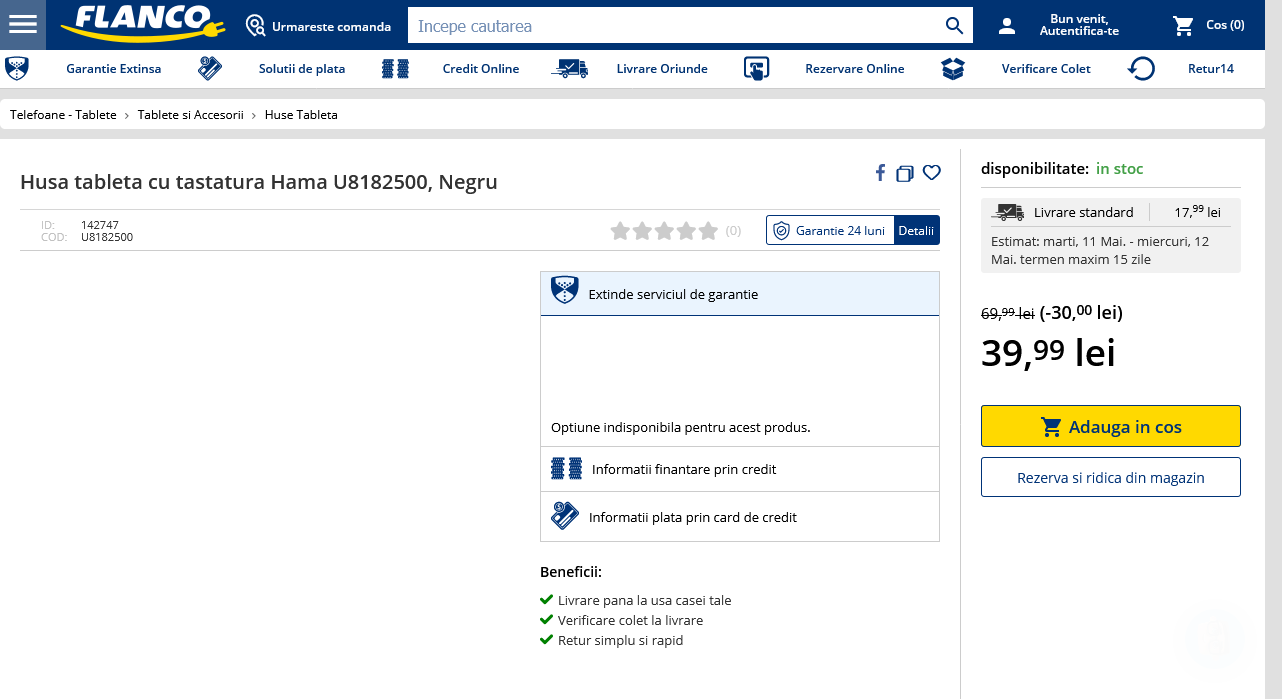 FLANCO
Urmareste comanda
Incepe cautarea
Bun venit,
Autentifica-te
Cos (0)
Garantie Extinsa
Solutii de plata
Credit Online
Livrare Oriunde
Rezervare Online
Verificare Colet
Retur14
Telefoane - Tablete › Tablete si Accesorii › Huse Tableta
Husa tableta cu tastatura Hama U8182500, Negru
ID: 142747
COD: U8182500
(0)
Garantie 24 luni
Detalii
Extinde serviciul de garantie
Optiune indisponibila pentru acest produs.
Informatii finantare prin credit
Informatii plata prin card de credit
Beneficii:
Livrare pana la usa casei tale
Verificare colet la livrare
Retur simplu si rapid
disponibilitate: in stoc
Livrare standard
17,99 lei
Estimat: marti, 11 Mai. - miercuri, 12
Mai. termen maxim 15 zile
69,99 lei (-30,00 lei)
39,99 lei
Adauga in cos
Rezerva si ridica din magazin